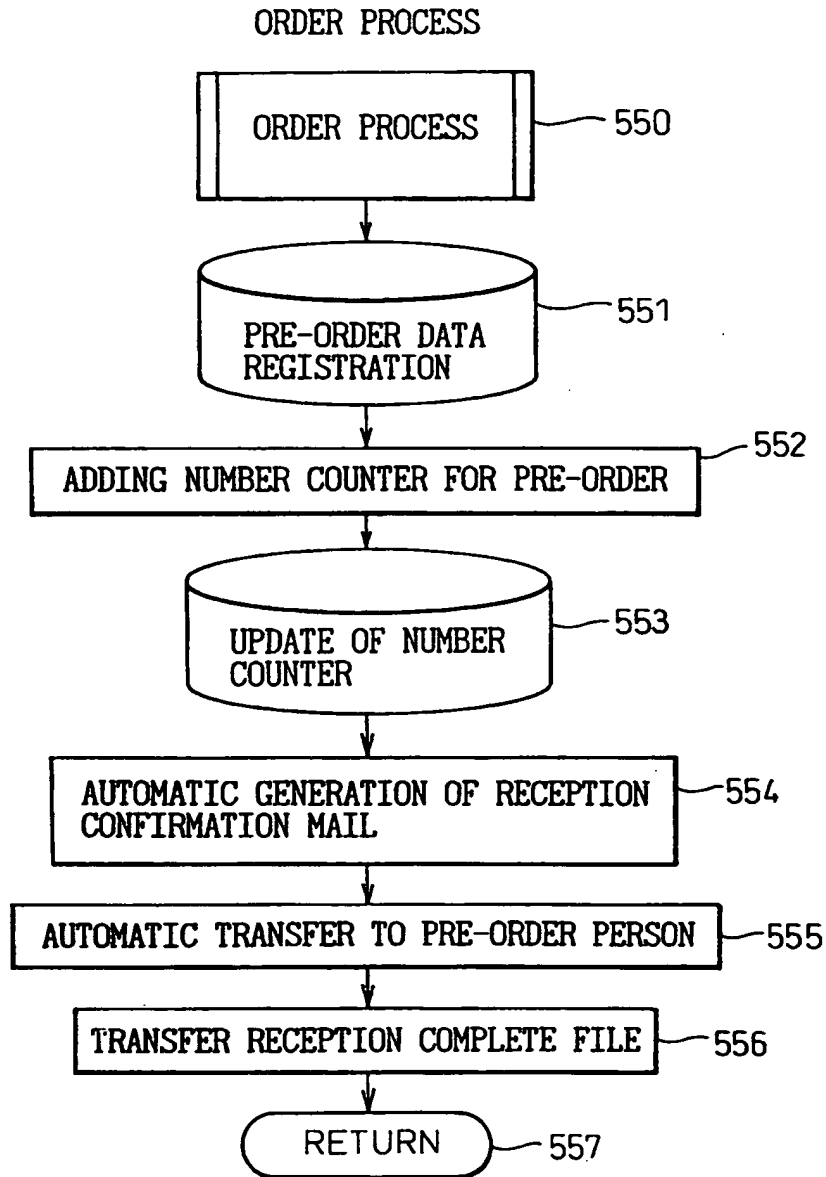 ORDER PROCESS
ORDER PROCESS
550
PRE-ORDER DATA
REGISTRATION
551
552
ADDING NUMBER COUNTER FOR PRE-ORDER
UPDATE OF NUMBER
COUNTER
553
AUTOMATIC GENERATION OF RECEPTION
CONFIRMATION MAIL
554
AUTOMATIC TRANSFER TO PRE-ORDER PERSON
555
TRANSFER RECEPTION COMPLETE FILE
556
RETURN
557